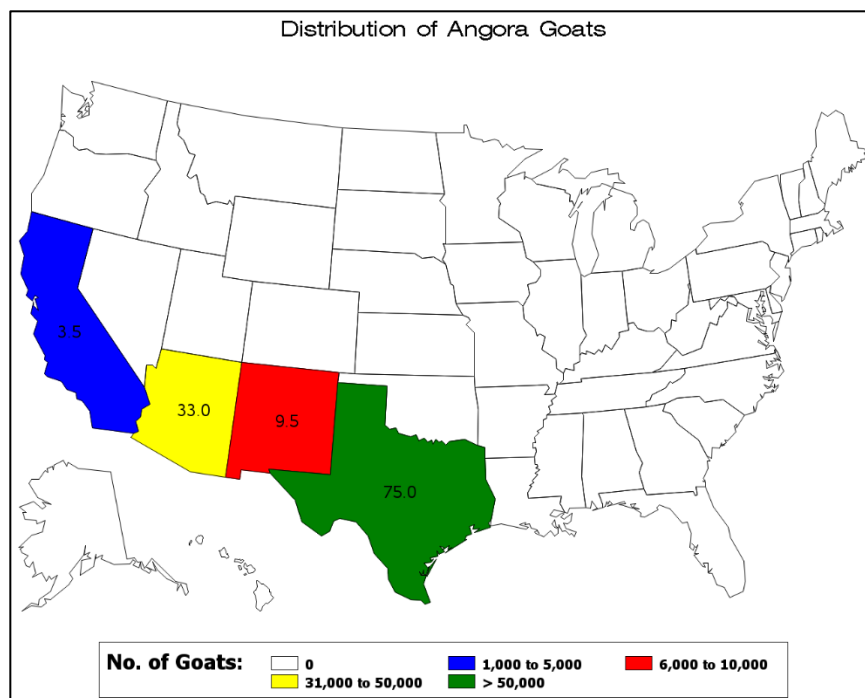 Distribution of Angora Goats
3.5
33.0
9.5
75.0
No. of Goats: 0 1,000 to 5,000 6,000 to 10,000
31,000 to 50,000 > 50,000